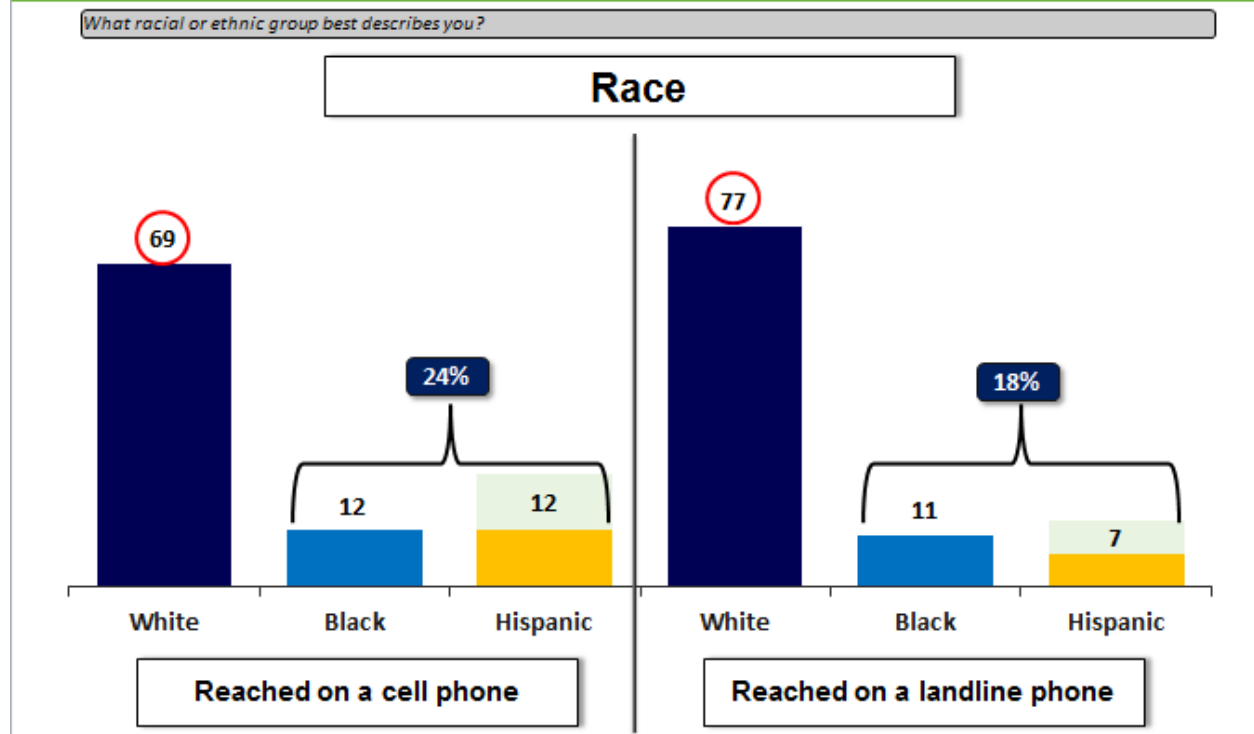 What racial or ethnic group best describes you?
Race
69
77
24%
18%
12
12
11
7
White
Black
Hispanic
White
Black
Hispanic
Reached on a cell phone
Reached on a landline phone